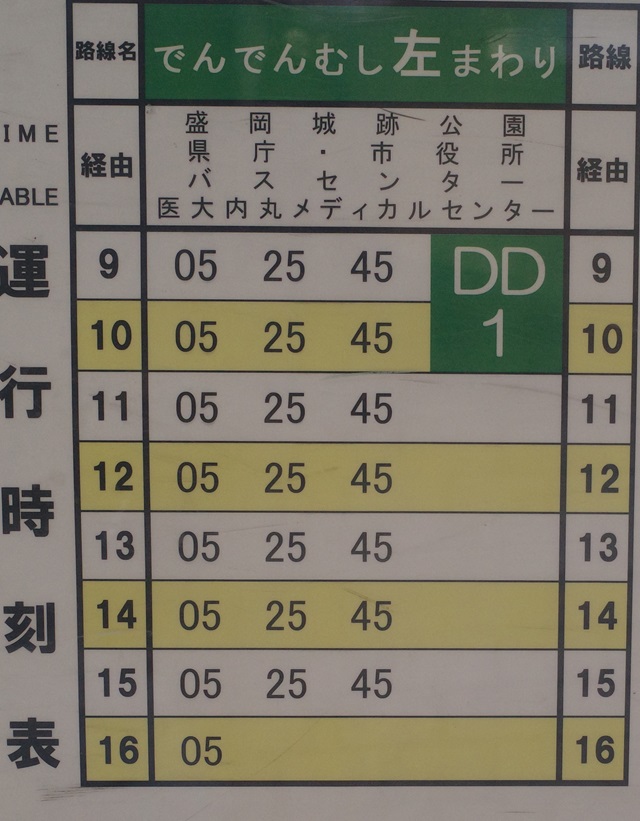 路線名 でんでんむし左まわり 路線
TIME TABLE
運行時刻表
経由 盛岡城跡公園 経由
県庁・市役所
バスセンター
医大内丸メディカルセンター
9 05 25 45 DD 9
10 05 25 45 1 10
11 05 25 45 11
12 05 25 45 12
13 05 25 45 13
14 05 25 45 14
15 05 25 45 15
16 05 16